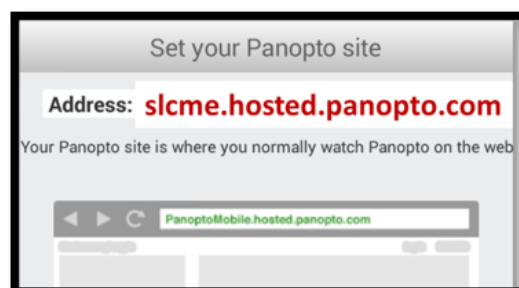 Set your Panopto site
Address: slcme.hosted.panopto.com
Your Panopto site is where you normally watch Panopto on the web
PanoptoMobile.hosted.panopto.com